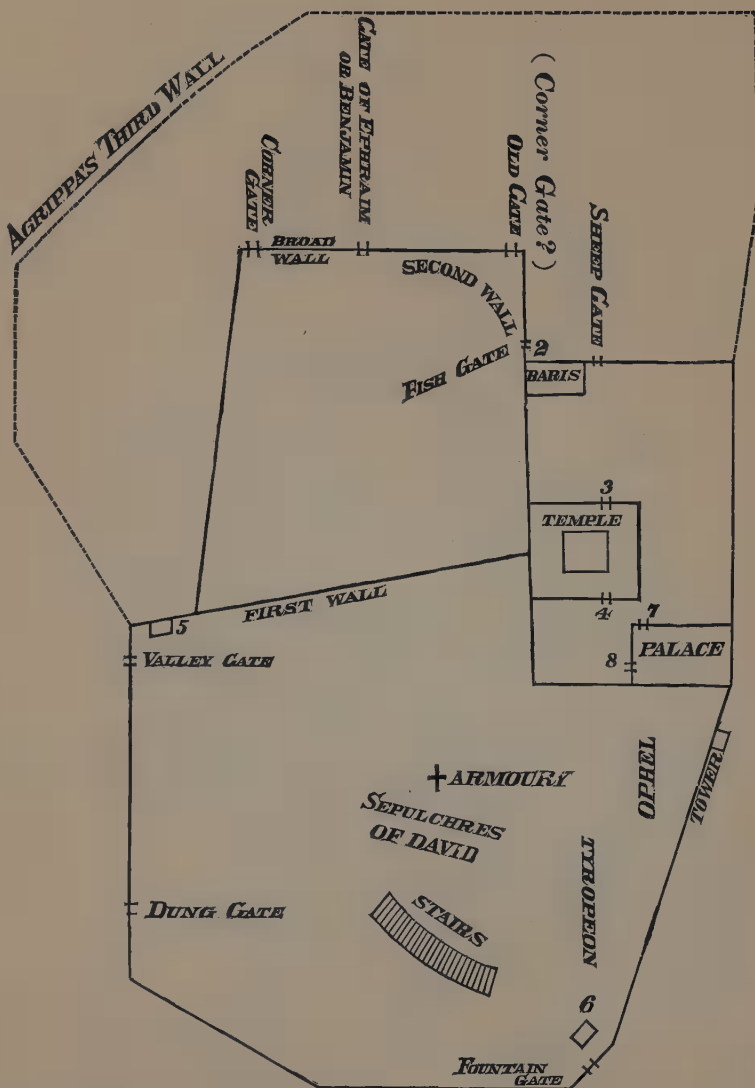 AGRIPPA'S THIRD WALL
GATE OF EPHRAIM
OR BENJAMIN
(Corner Gate?)
OLD GATE
CORNER
GATE
BROAD
WALL
SECOND WALL
SHEEP GATE
2
FISH GATE
BARIS
3
TEMPLE
4
FIRST WALL
5
7
8
PALACE
VALLEY GATE
ARMOURY
SEPULCHRES
OF DAVID
OPHEL
TOWER
TYROPEON
STAIRS
DUNG GATE
6
FOUNTAIN
GATE